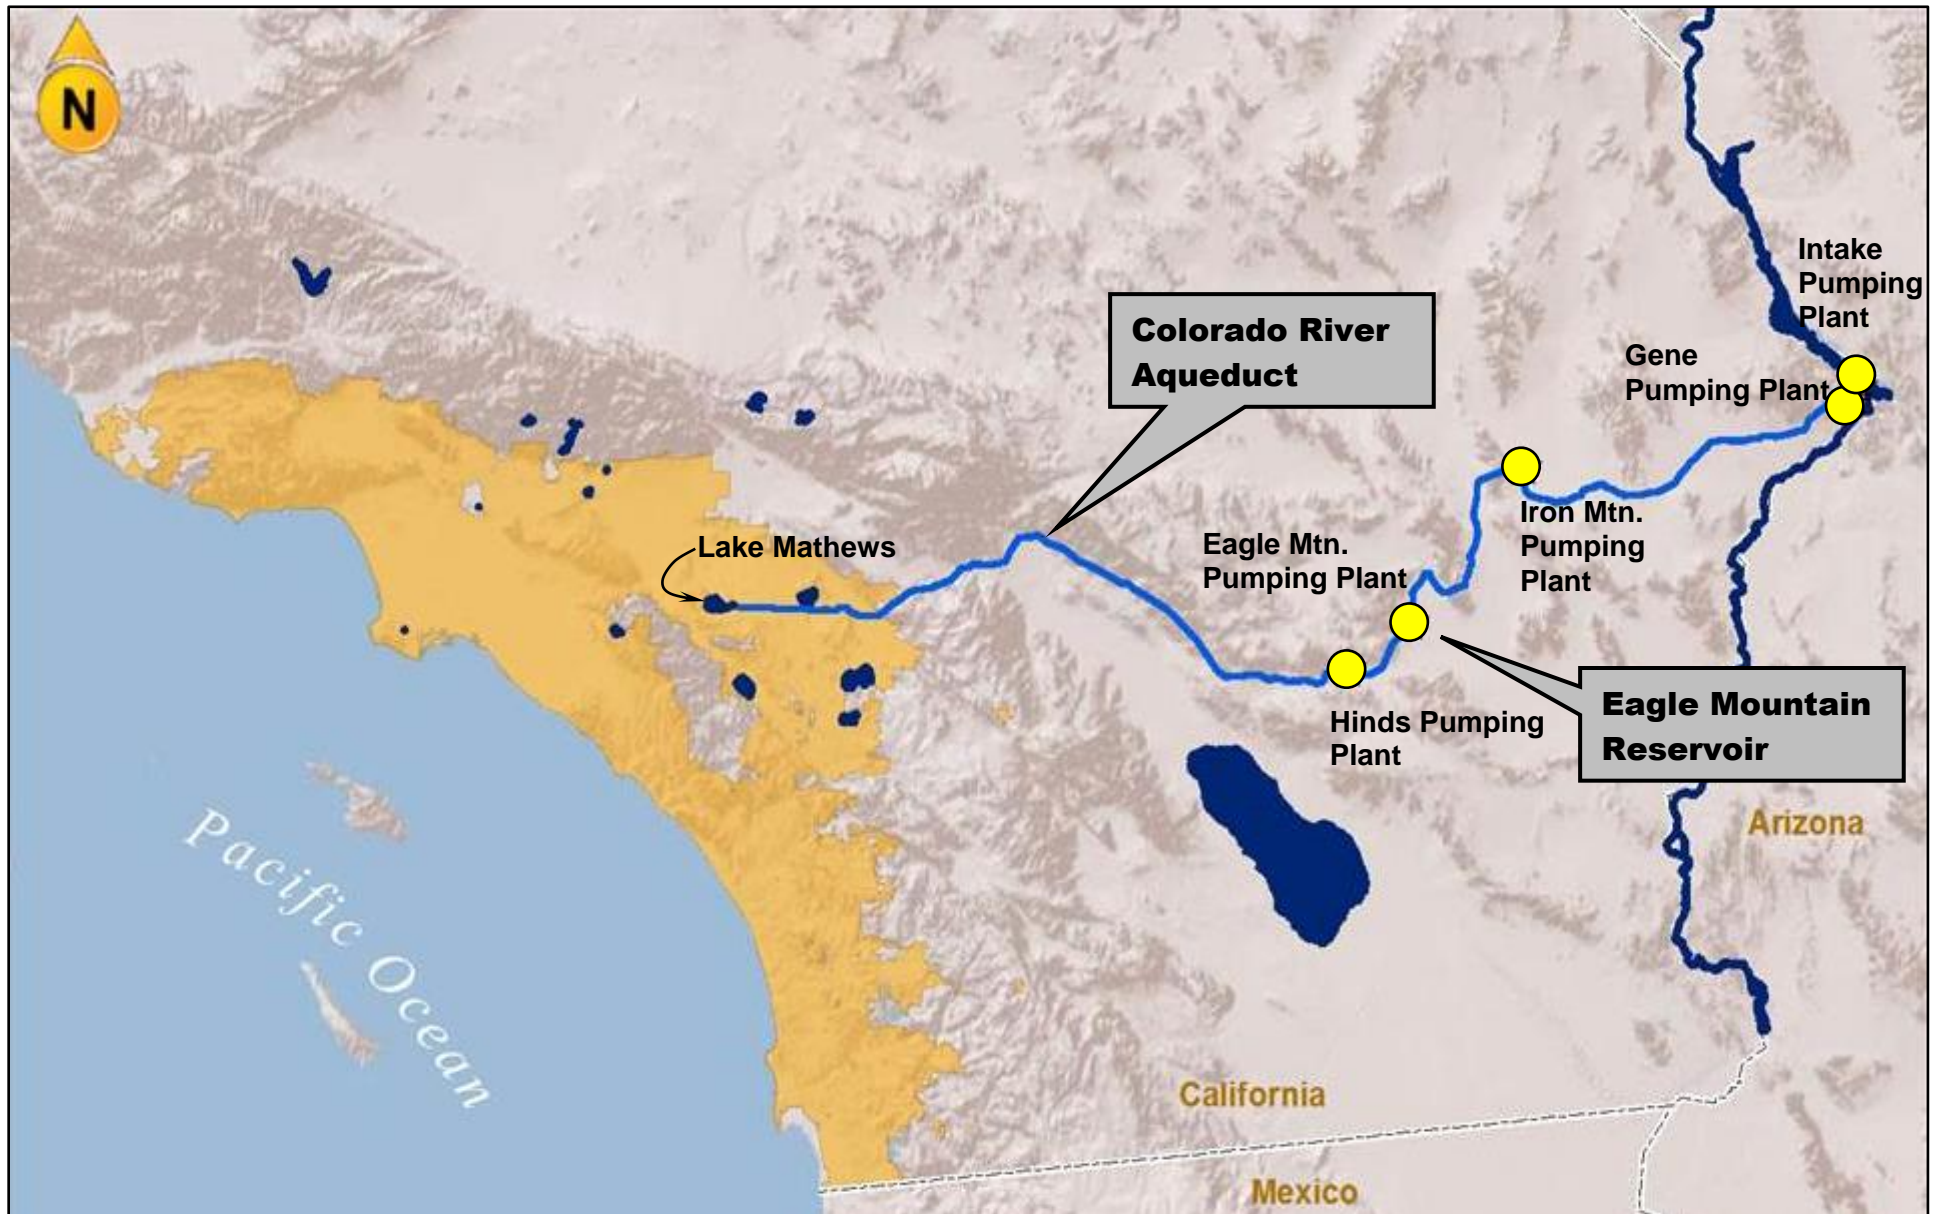 N
Intake
Pumping
Plant
Colorado River
Aqueduct
Gene
Pumping Plant
Iron Mtn.
Pumping
Plant
Eagle Mtn.
Pumping Plant
Lake Mathews
Eagle Mountain
Reservoir
Hinds Pumping
Plant
Arizona
Pacific Ocean
California
Mexico